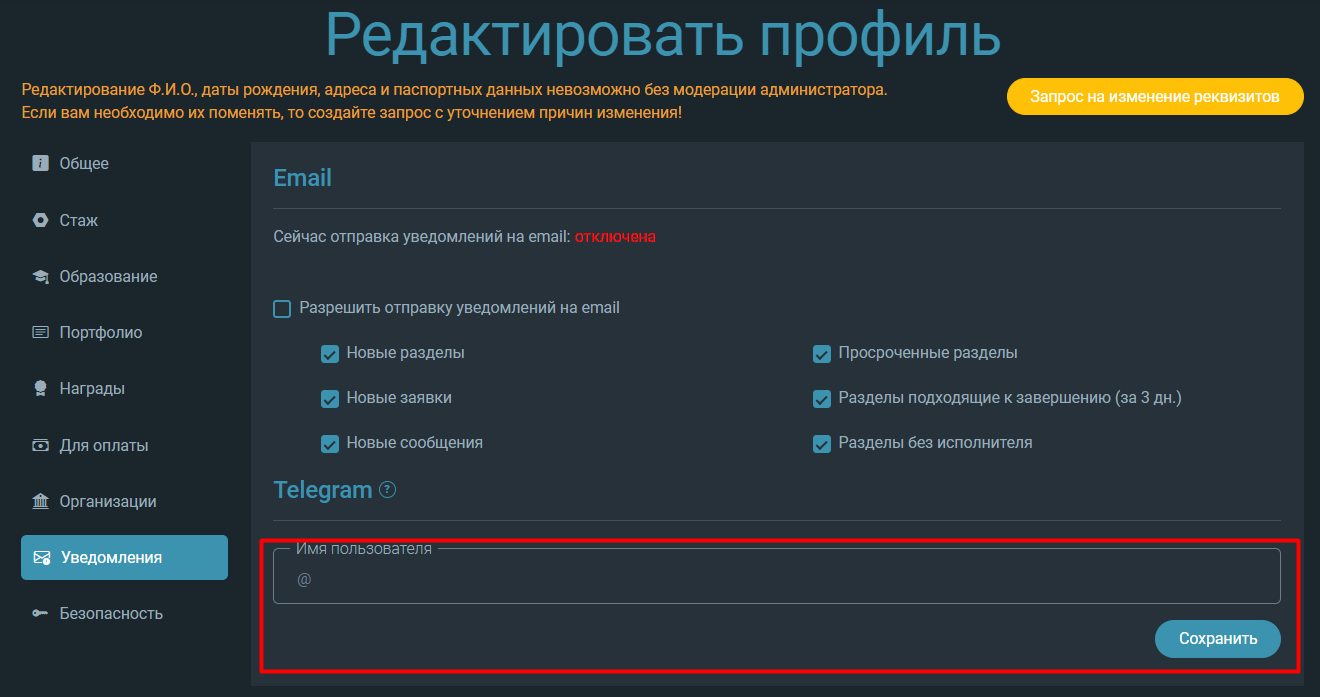 Редактировать профиль
Редактирование Ф.И.О., даты рождения, адреса и паспортных данных невозможно без модерации администратора.
Если вам необходимо их поменять, то создайте запрос с уточнением причин изменения!
Запрос на изменение реквизитов
Общее
Стаж
Образование
Портфолио
Награды
Для оплаты
Организации
Уведомления
Безопасность
Email
Сейчас отправка уведомлений на email: отключена
Разрешить отправку уведомлений на email
Новые разделы
Просроченные разделы
Новые заявки
Разделы подходящие к завершению (за 3 дн.)
Новые сообщения
Разделы без исполнителя
Telegram ?
Имя пользователя
@
Сохранить